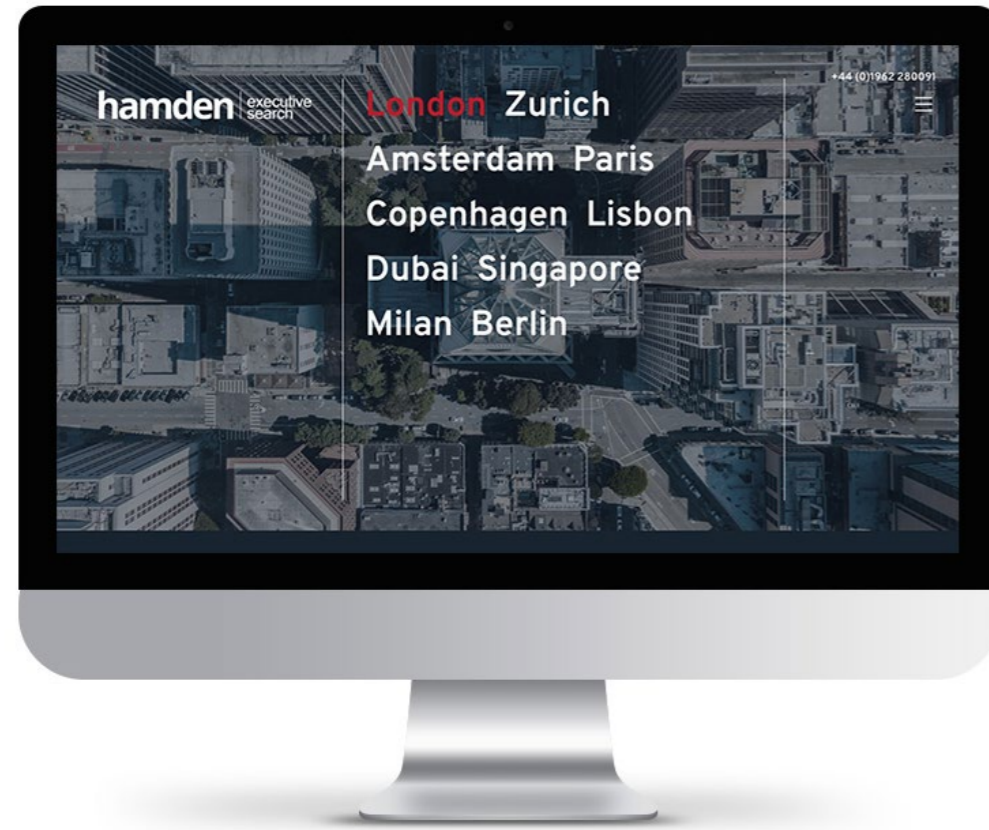 +44 (0)1962 280091
hamden executive search
London Zurich
Amsterdam Paris
Copenhagen Lisbon
Dubai Singapore
Milan Berlin